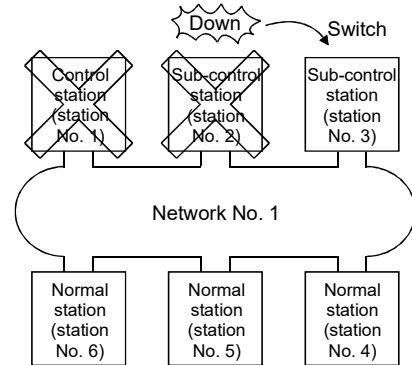 Down
Switch
Control
station
(station
No. 1)
Sub-control
station
(station
No. 2)
Sub-control
station
(station
No. 3)
Network No. 1
Normal
station
(station
No. 6)
Normal
station
(station
No. 5)
Normal
station
(station
No. 4)